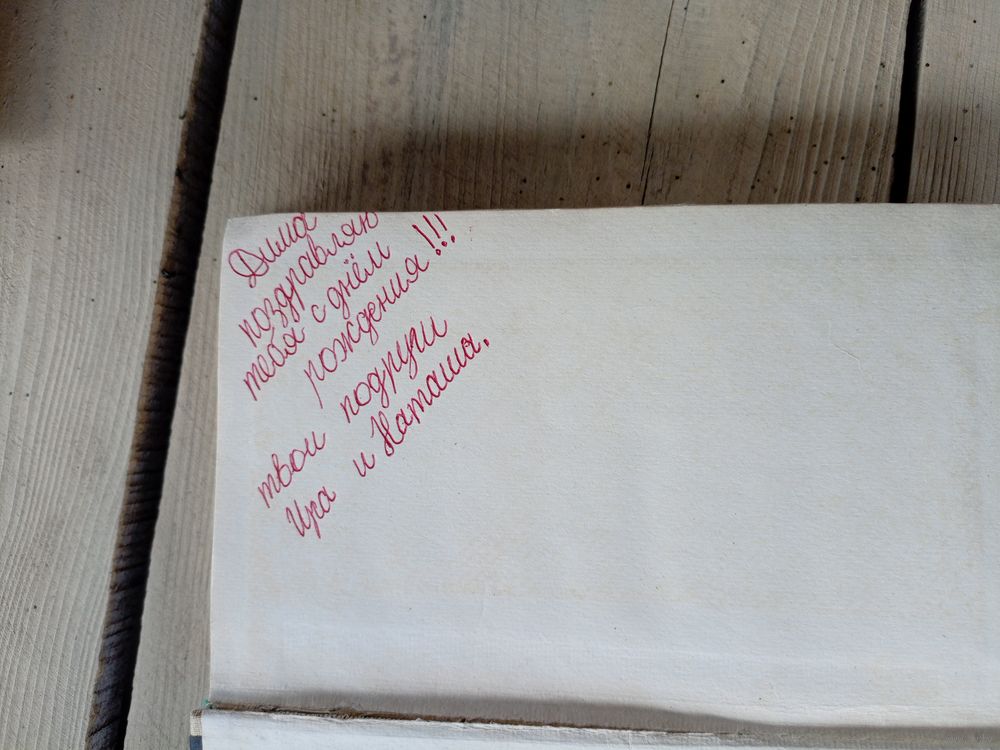 Дима
поздравляю
тебя с днём
рождения!!!
твои подруги
Ира и Наташа.